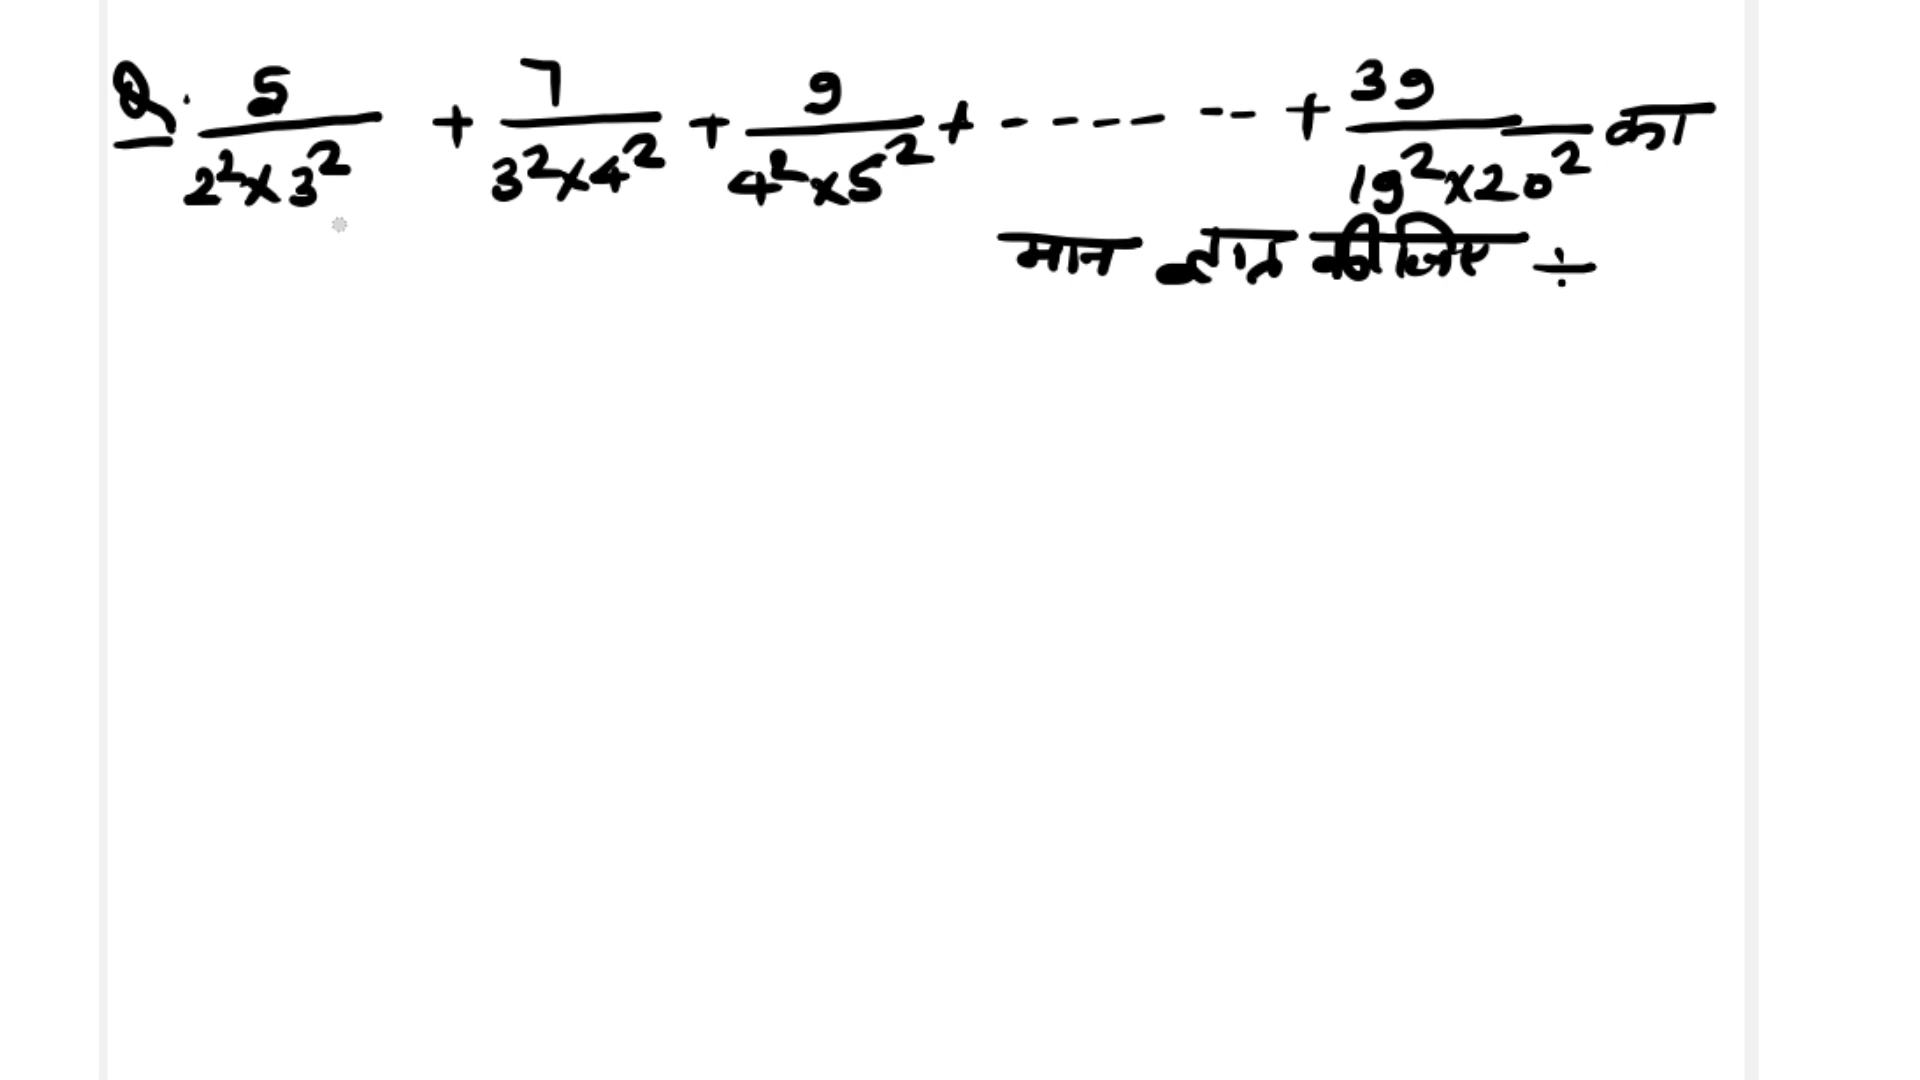 Q. 5/2²×3² + 7/3²×4² + 9/4²×5² + ------ -- + 39/19²×20² का
मान ज्ञात कीजिए ÷